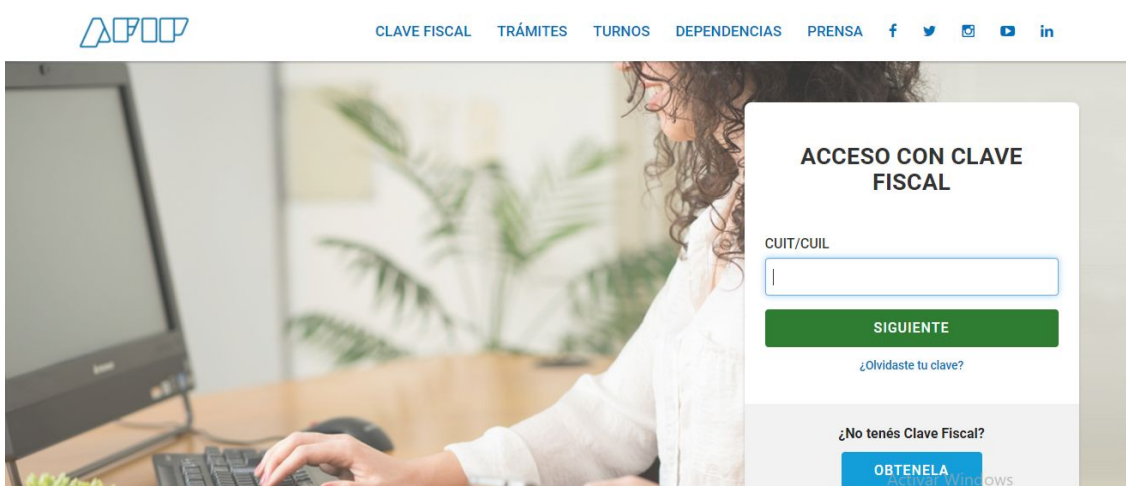 AFIP
CLAVE FISCAL TRÁMITES TURNOS DEPENDENCIAS PRENSA
ACCESO CON CLAVE
FISCAL
CUIT/CUIL
SIGUIENTE
¿Olvidaste tu clave?
¿No tenés Clave Fiscal?
OBTENELA
Activar Windows